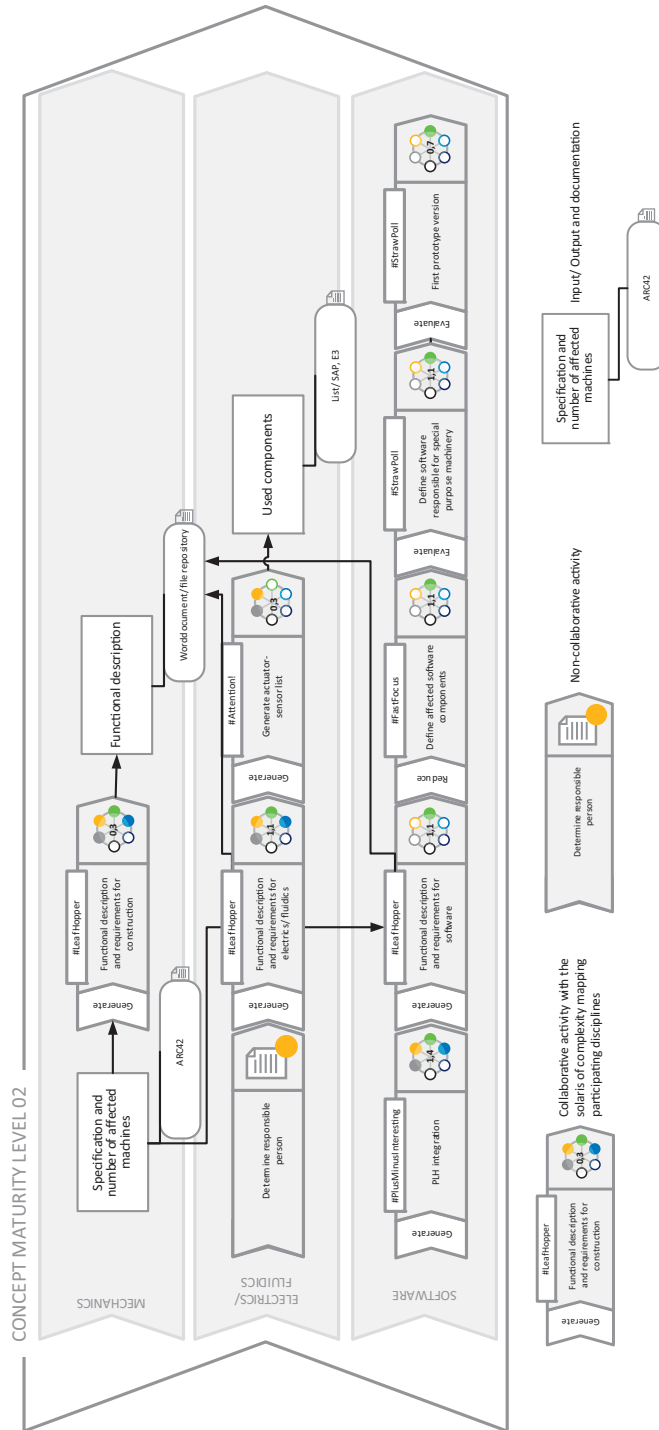 CONCEPT MATURITY LEVEL 02
MECHANICS
Specification and
number of affected
machines
ARC42
Generate
#LeafHopper
Functional description
and requirements for
construction
0,3
Functional description
Worddocument/file repository
ELECTRICS/
FLUIDICS
Determine responsible
person
Generate
#LeafHopper
Functional description
and requirements for
electrics/fluidics
1,1
Generate
#Attention!
Generate actuator-
sensor list
0,3
Used components
List/ SAP, E3
SOFTWARE
Generate
#PlusMinusInteresting
PLH integration
1,4
Generate
#LeafHopper
Functional description
and requirements for
software
1,1
Reduce
#FastFocus
Define affected software
components
1,1
Evaluate
#StrawPoll
Define software
responsible for special
purpose machinery
1,1
Evaluate
#StrawPoll
First prototype version
0,7
Generate
#LeafHopper
Functional description
and requirements for
construction
0,3
Collaborative activity with the
solaris of complexity mapping
participating disciplines
Determine responsible
person
Non-collaborative activity
Specification and
number of affected
machines
ARC42
Input/ Output and documentation